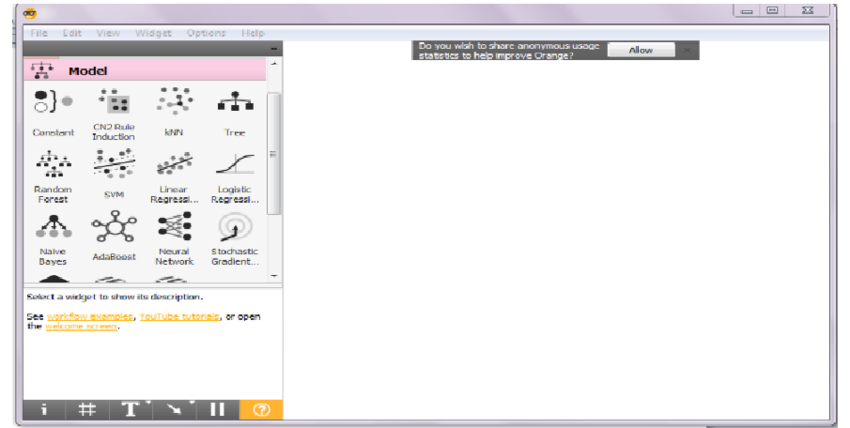 File Edit View Widget Options Help
Do you wish to share anonymous usage
statistics to help improve Orange?
Allow
Model
Constant
CN2 Rule
Induction
kNN
Tree
Random
Forest
SVM
Linear
Regressi...
Logistic
Regressi...
Naive
Bayes
AdaBoost
Neural
Network
Stochastic
Gradient...
Select a widget to show its description.
See workflow examples, YouTube tutorials, or open
the welcome screen.